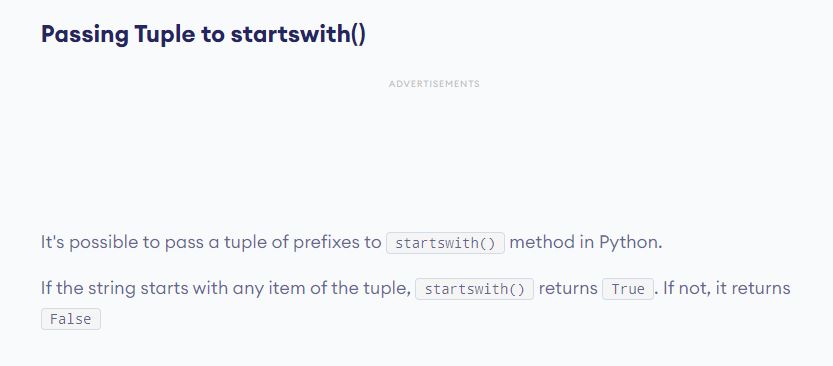 Passing Tuple to startswith()
ADVERTISEMENTS
It's possible to pass a tuple of prefixes to startswith() method in Python.
If the string starts with any item of the tuple, startswith() returns True . If not, it returns
False